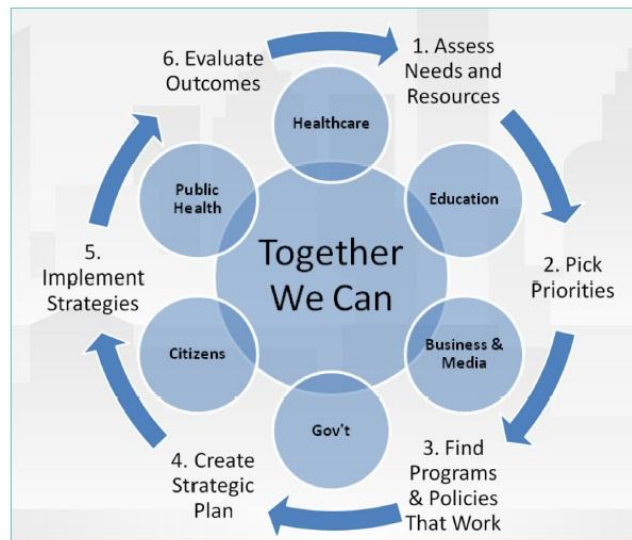 6. Evaluate
Outcomes
1. Assess
Needs and
Resources
Healthcare
Public
Health
Education
Together
We Can
5.
Implement
Strategies
2. Pick
Priorities
Citizens
Business &
Media
Gov't
4. Create
Strategic
Plan
3. Find
Programs
& Policies
That Work